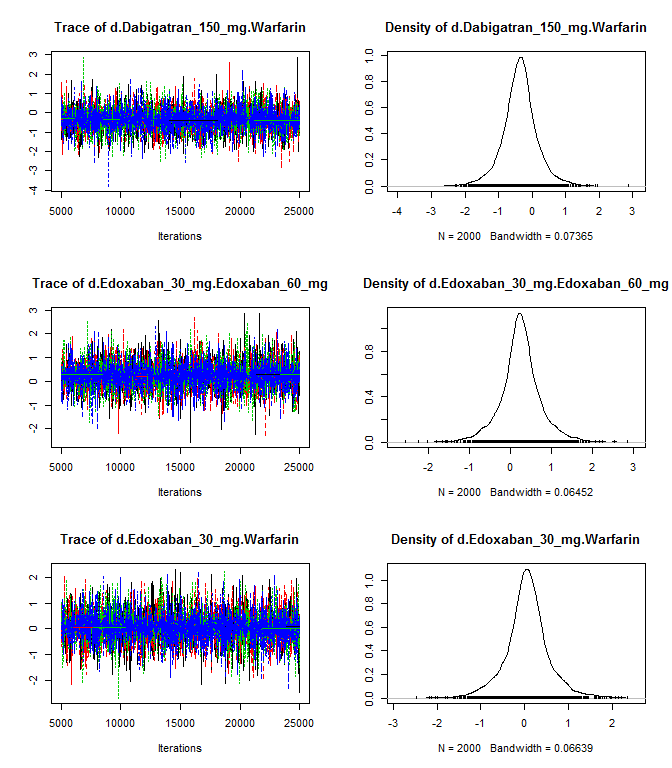 Trace of d.Dabigatran_150_mg.Warfarin
3
2
1
0
-1
-2
-3
-4
5000 10000 15000 20000 25000
Iterations
Density of d.Dabigatran_150_mg.Warfarin
1.0
0.8
0.6
0.4
0.2
0.0
-4 -3 -2 -1 0 1 2 3
N = 2000 Bandwidth = 0.07365
Trace of d.Edoxaban_30_mg.Edoxaban_60_mg
3
2
1
0
-1
-2
5000 10000 15000 20000 25000
Iterations
Density of d.Edoxaban_30_mg.Edoxaban_60_mg
0.8
0.4
0.0
-2 -1 0 1 2 3
N = 2000 Bandwidth = 0.06452
Trace of d.Edoxaban_30_mg.Warfarin
2
1
0
-1
-2
5000 10000 15000 20000 25000
Iterations
Density of d.Edoxaban_30_mg.Warfarin
1.0
0.8
0.6
0.4
0.2
0.0
-3 -2 -1 0 1 2
N = 2000 Bandwidth = 0.06639